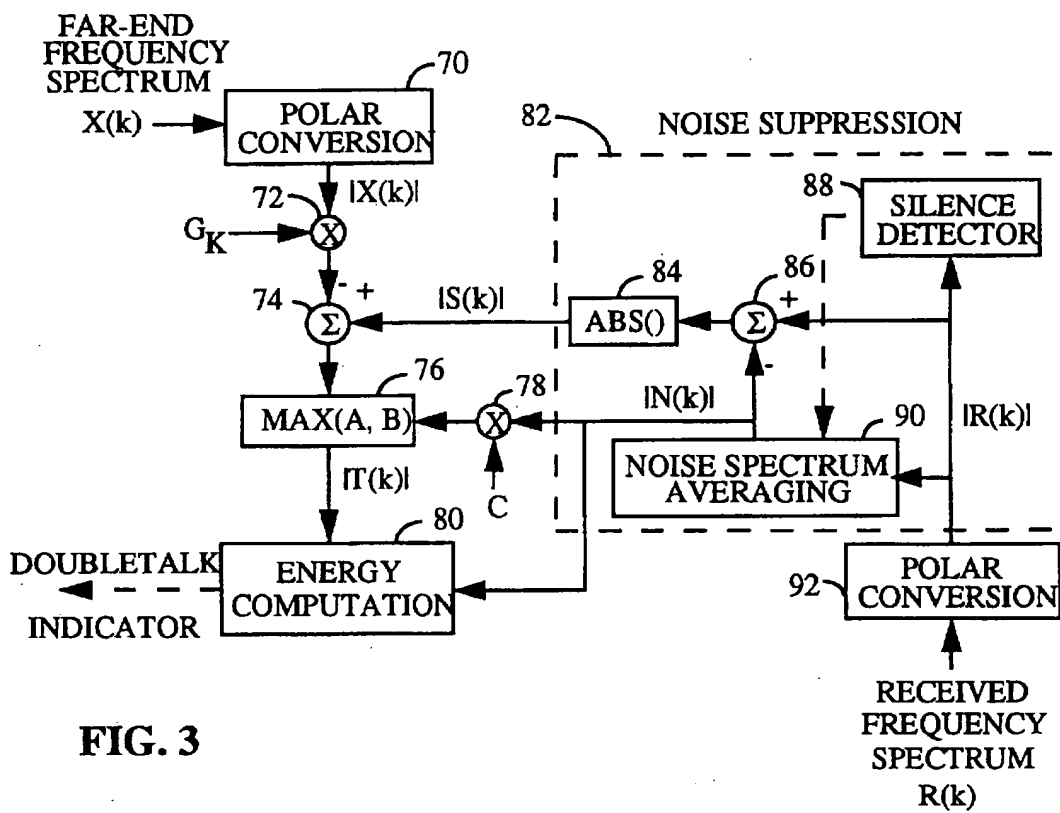 FAR-END
FREQUENCY
SPECTRUM
X(k)
70
POLAR
CONVERSION
|X(k)|
72
G_K
X
- +
74
Σ
|S(k)|
76
MAX(A, B)
|T(k)|
78
X
C
80
ENERGY
COMPUTATION
DOUBLETALK
INDICATOR
82
NOISE SUPPRESSION
84
ABS()
86
Σ
+
-
88
SILENCE
DETECTOR
|N(k)|
90
NOISE SPECTRUM
AVERAGING
|R(k)|
92
POLAR
CONVERSION
RECEIVED
FREQUENCY
SPECTRUM
R(k)
FIG. 3